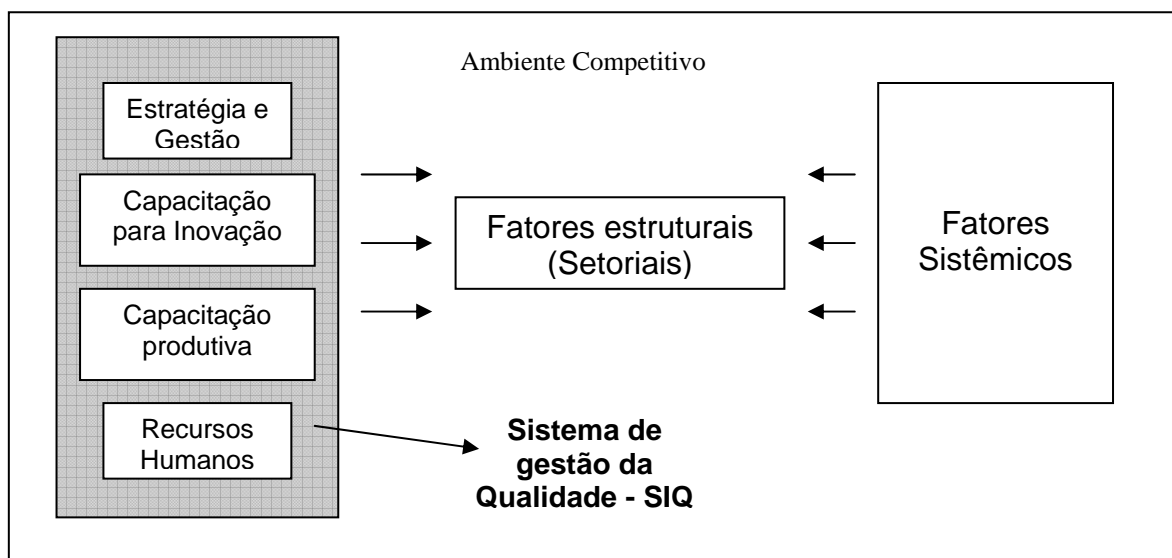 Ambiente Competitivo
Estratégia e
Gestão
Capacitação
para Inovação
Capacitação
produtiva
Recursos
Humanos
Fatores estruturais
(Setoriais)
Fatores
Sistêmicos
Sistema de
gestão da
Qualidade - SIQ